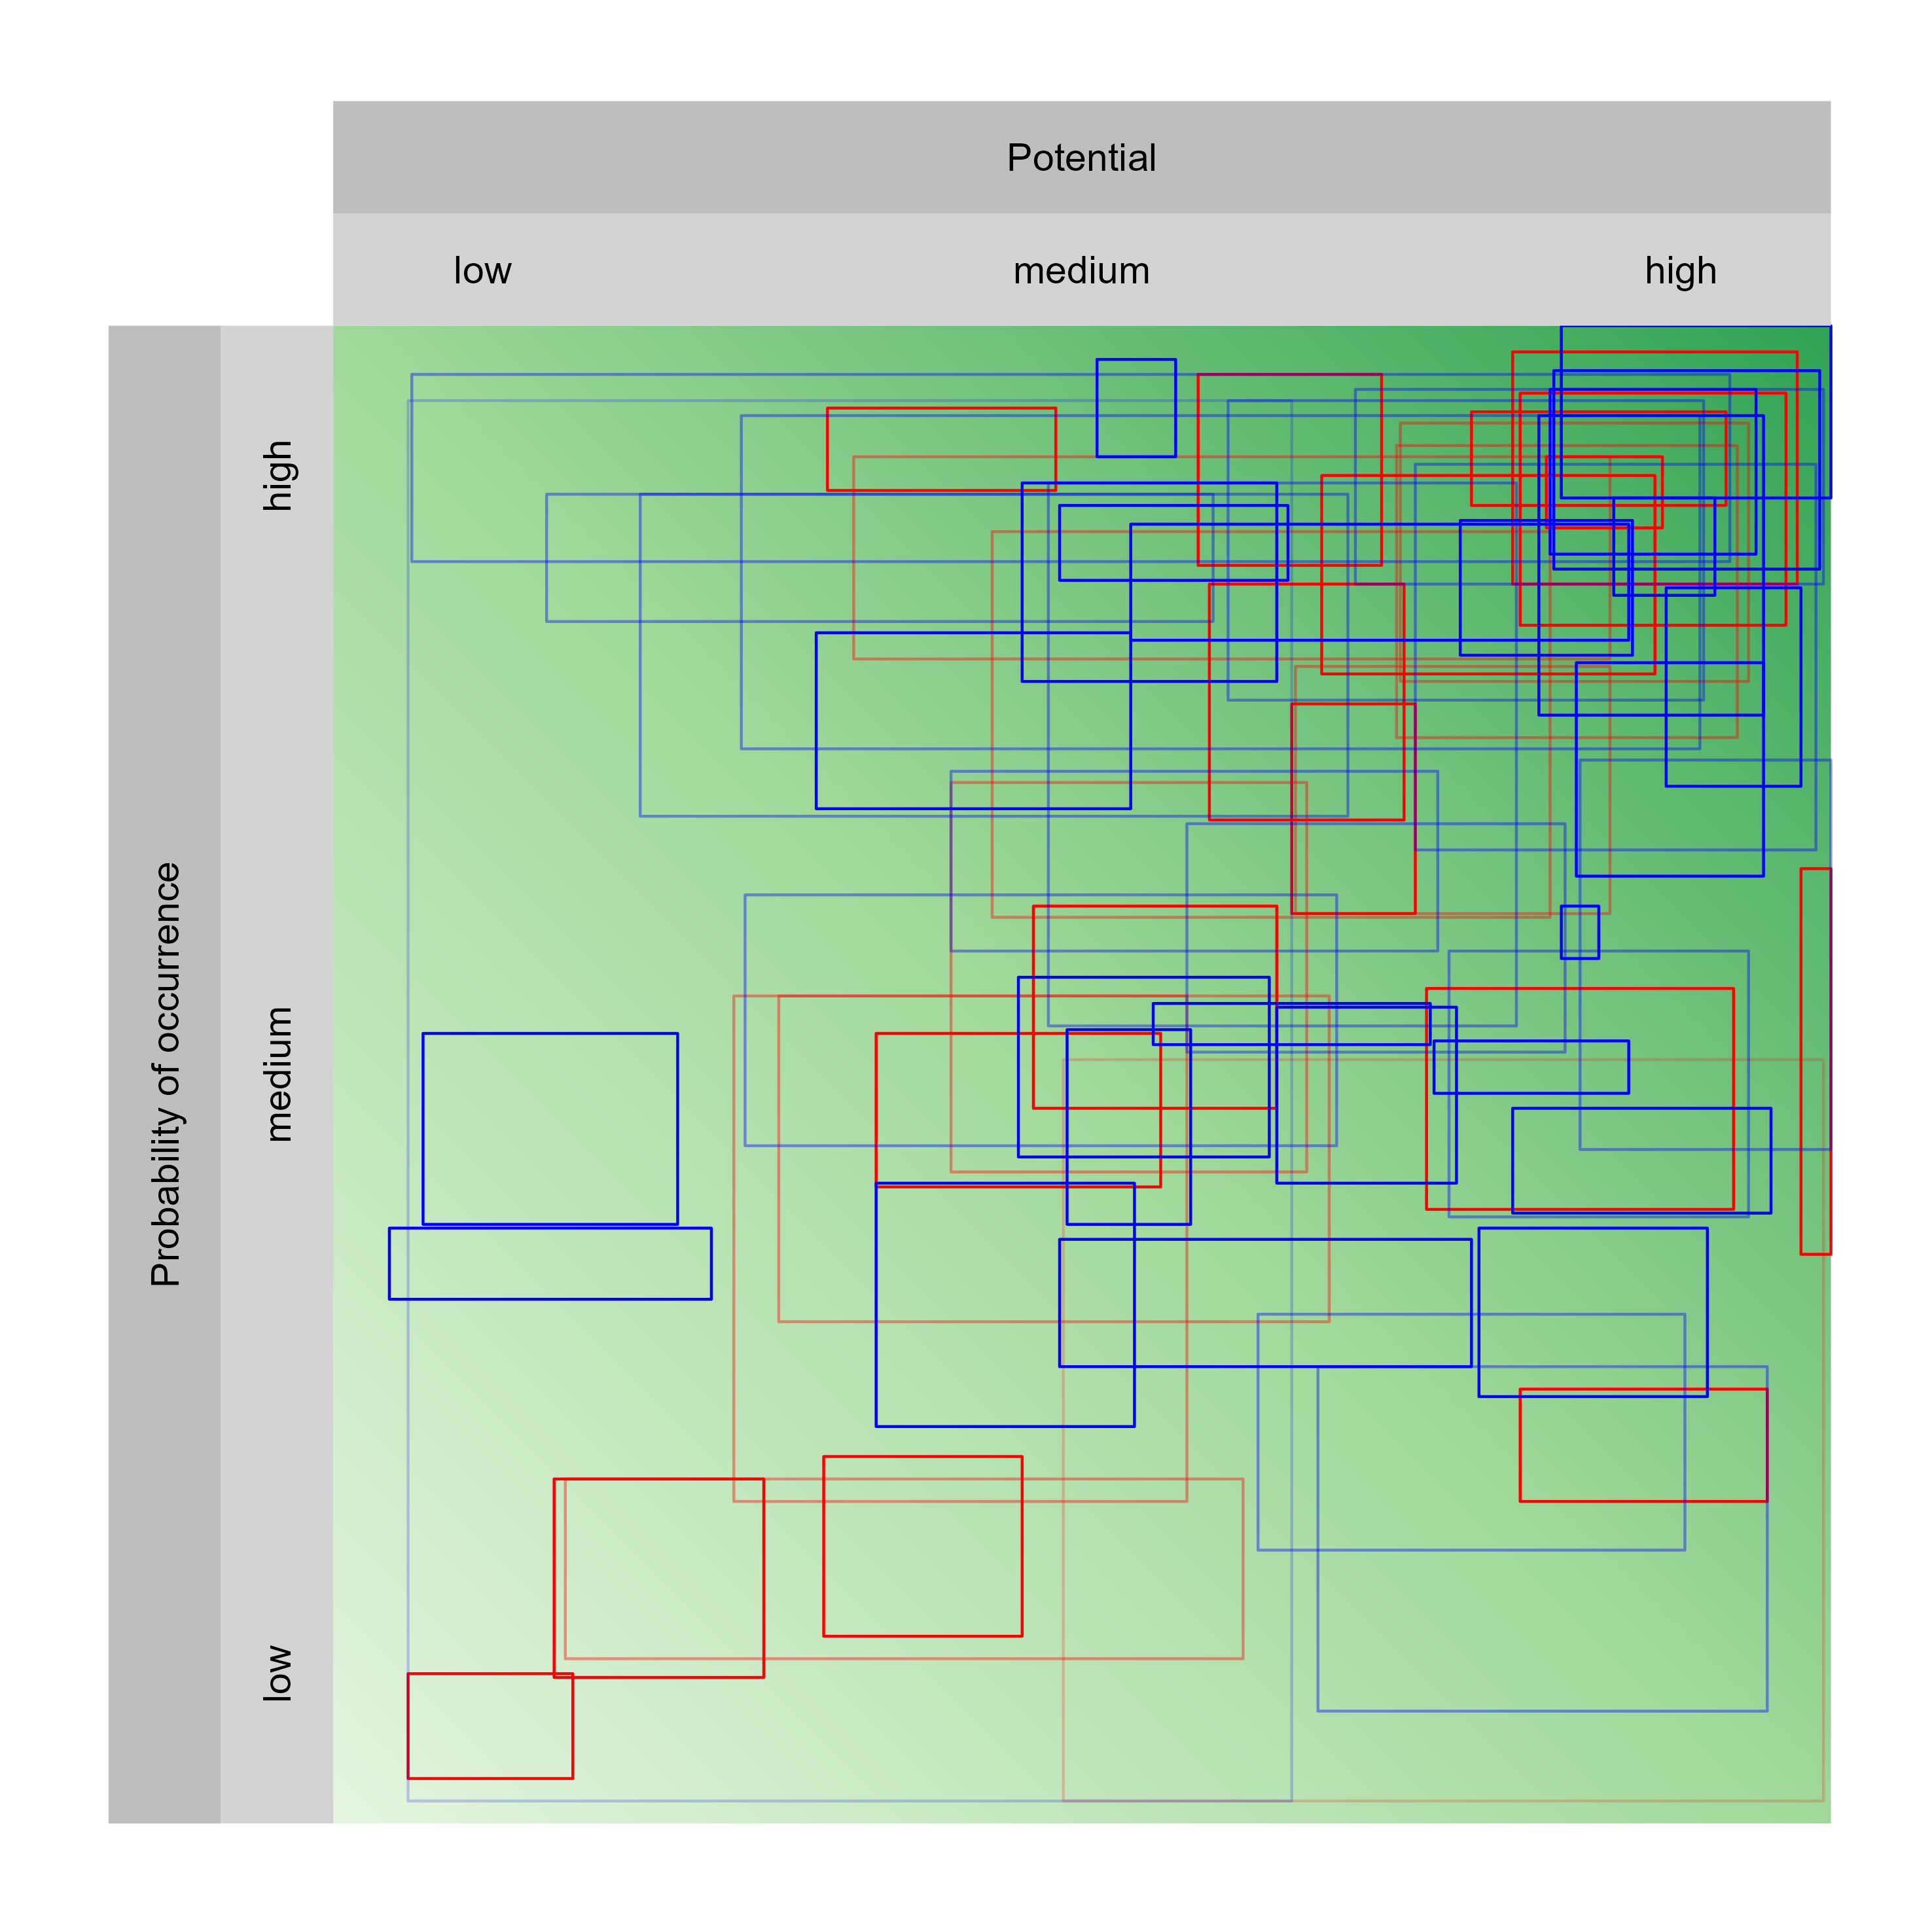 Potential
low
medium
high
Probability of occurrence
high
medium
low